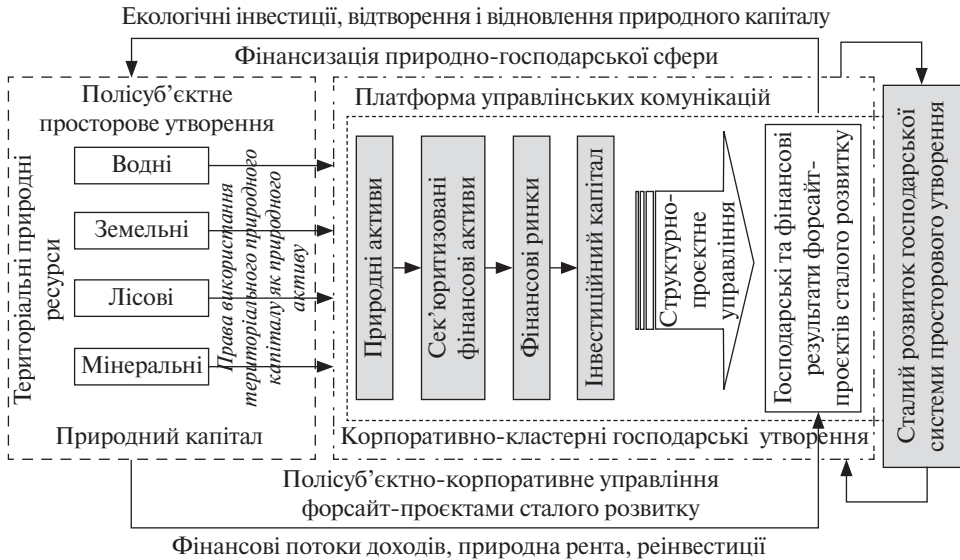 Екологічні інвестиції, відтворення і відновлення природного капіталу
Фінансизація природно-господарської сфери
Полісуб’єктне
просторове утворення
Територіальні природні
ресурси
Водні
Земельні
Лісові
Мінеральні
Права використання
територіального природного
капіталу як природного
активу
Природний капітал
Платформа управлінських комунікацій
Природні активи
Сек’юритизовані
фінансові активи
Фінансові ринки
Інвестиційний капітал
Структурно-
проєктне
управління
Господарські та фінансові
результати форсайт-
проєктів сталого розвитку
Корпоративно-кластерні господарські утворення
Сталий розвиток господарської
системи просторового утворення
Полісуб’єктно-корпоративне управління
форсайт-проєктами сталого розвитку
Фінансові потоки доходів, природна рента, реінвестиції